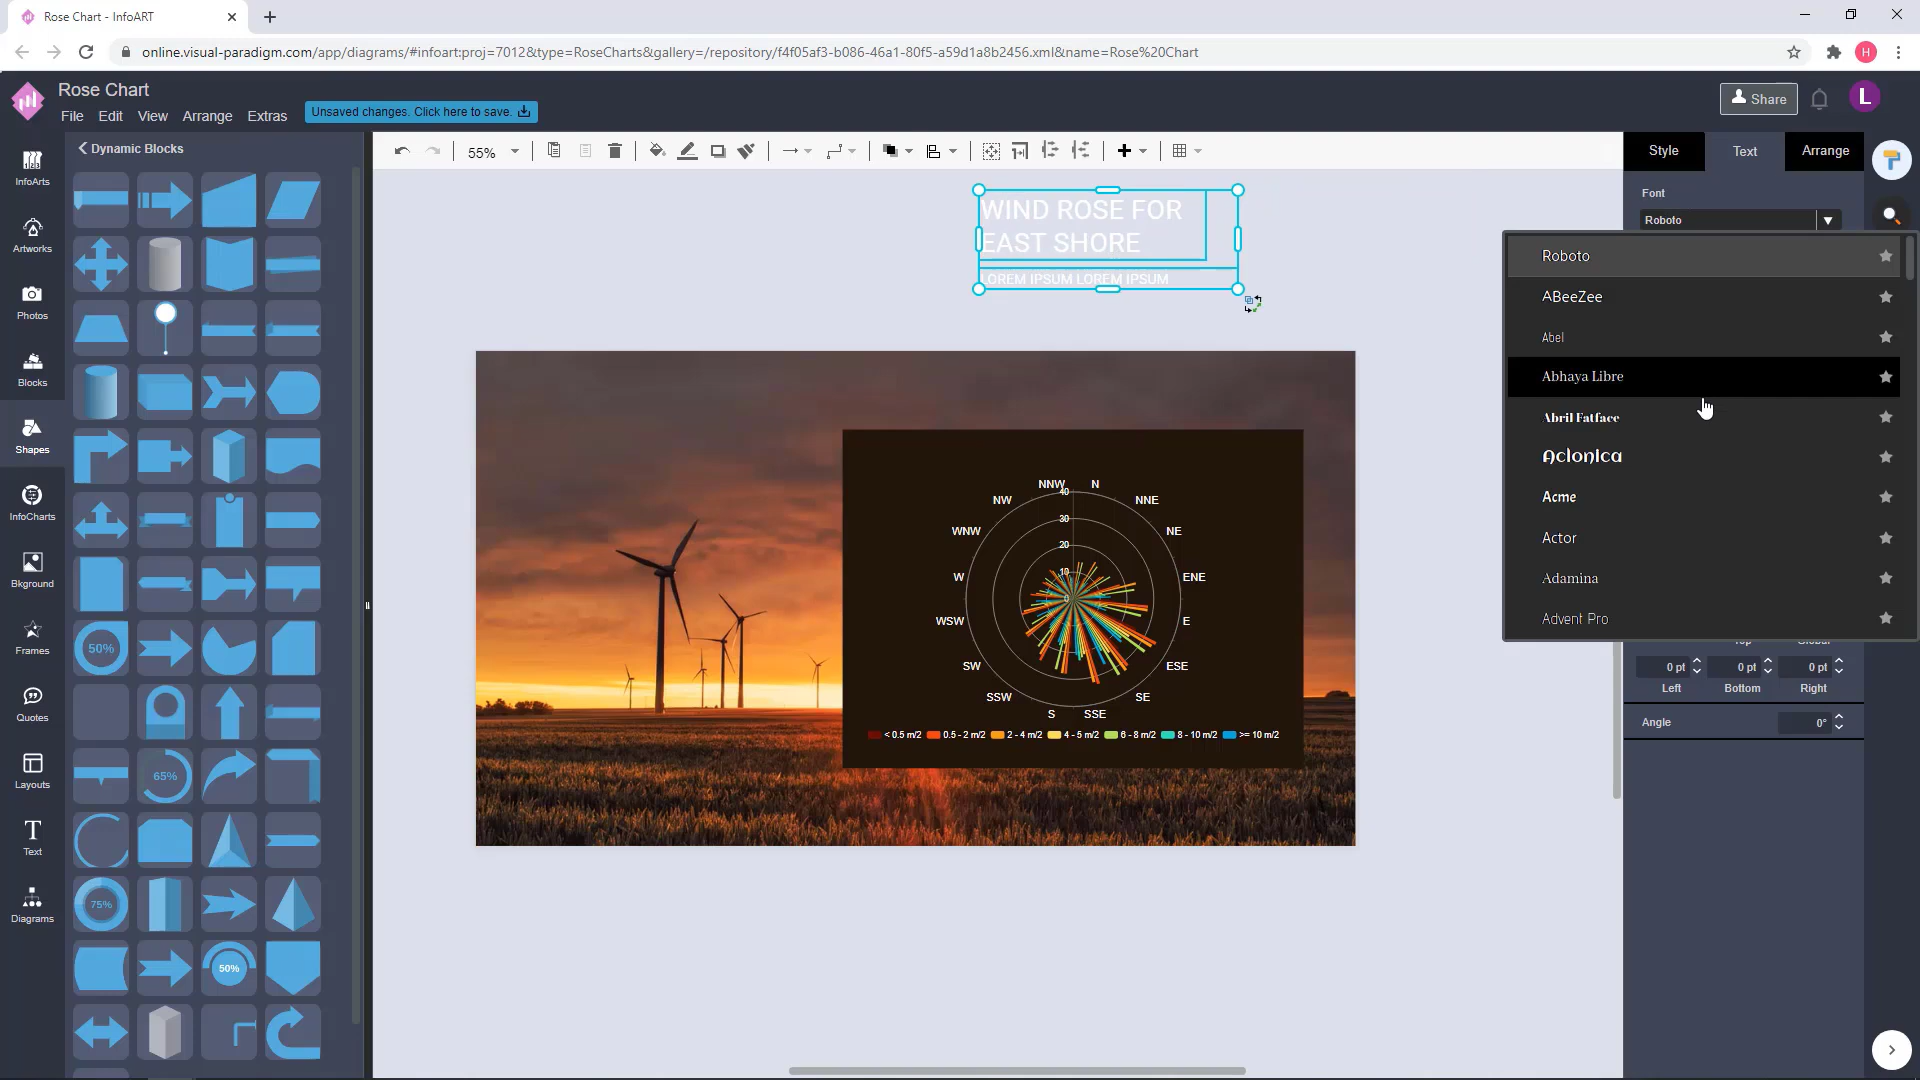 Rose Chart - InfoART
online.visual-paradigm.com/app/diagrams/#infoart:proj=7012&type=RoseCharts&gallery=/repository/f4f05af3-b086-46a1-80f5-a59d1a8b2456.xml&name=Rose%20Chart
H
Rose Chart
File Edit View Arrange Extras
Unsaved changes. Click here to save.
Share
L
Dynamic Blocks
55%
Style Text Arrange
Font
Roboto
InfoArts
Artworks
Photos
Blocks
Shapes
InfoCharts
Bkground
Frames
Quotes
Layouts
Text
Diagrams
50%
65%
75%
50%
WIND ROSE FOR
EAST SHORE
LOREM IPSUM LOREM IPSUM
NNW N
NW NNE
WNW NE
W ENE
WSW E
SW ESE
SSW SE
S SSE
40
30
20
10
0
< 0.5 m/2 0.5 - 2 m/2 2 - 4 m/2 4 - 5 m/2 6 - 8 m/2 8 - 10 m/2 >= 10 m/2
Roboto
ABeeZee
Abel
Abhaya Libre
Abril Fatface
Aclonica
Acme
Actor
Adamina
Advent Pro
0 pt 0 pt 0 pt
Left Bottom Right
Angle 0°